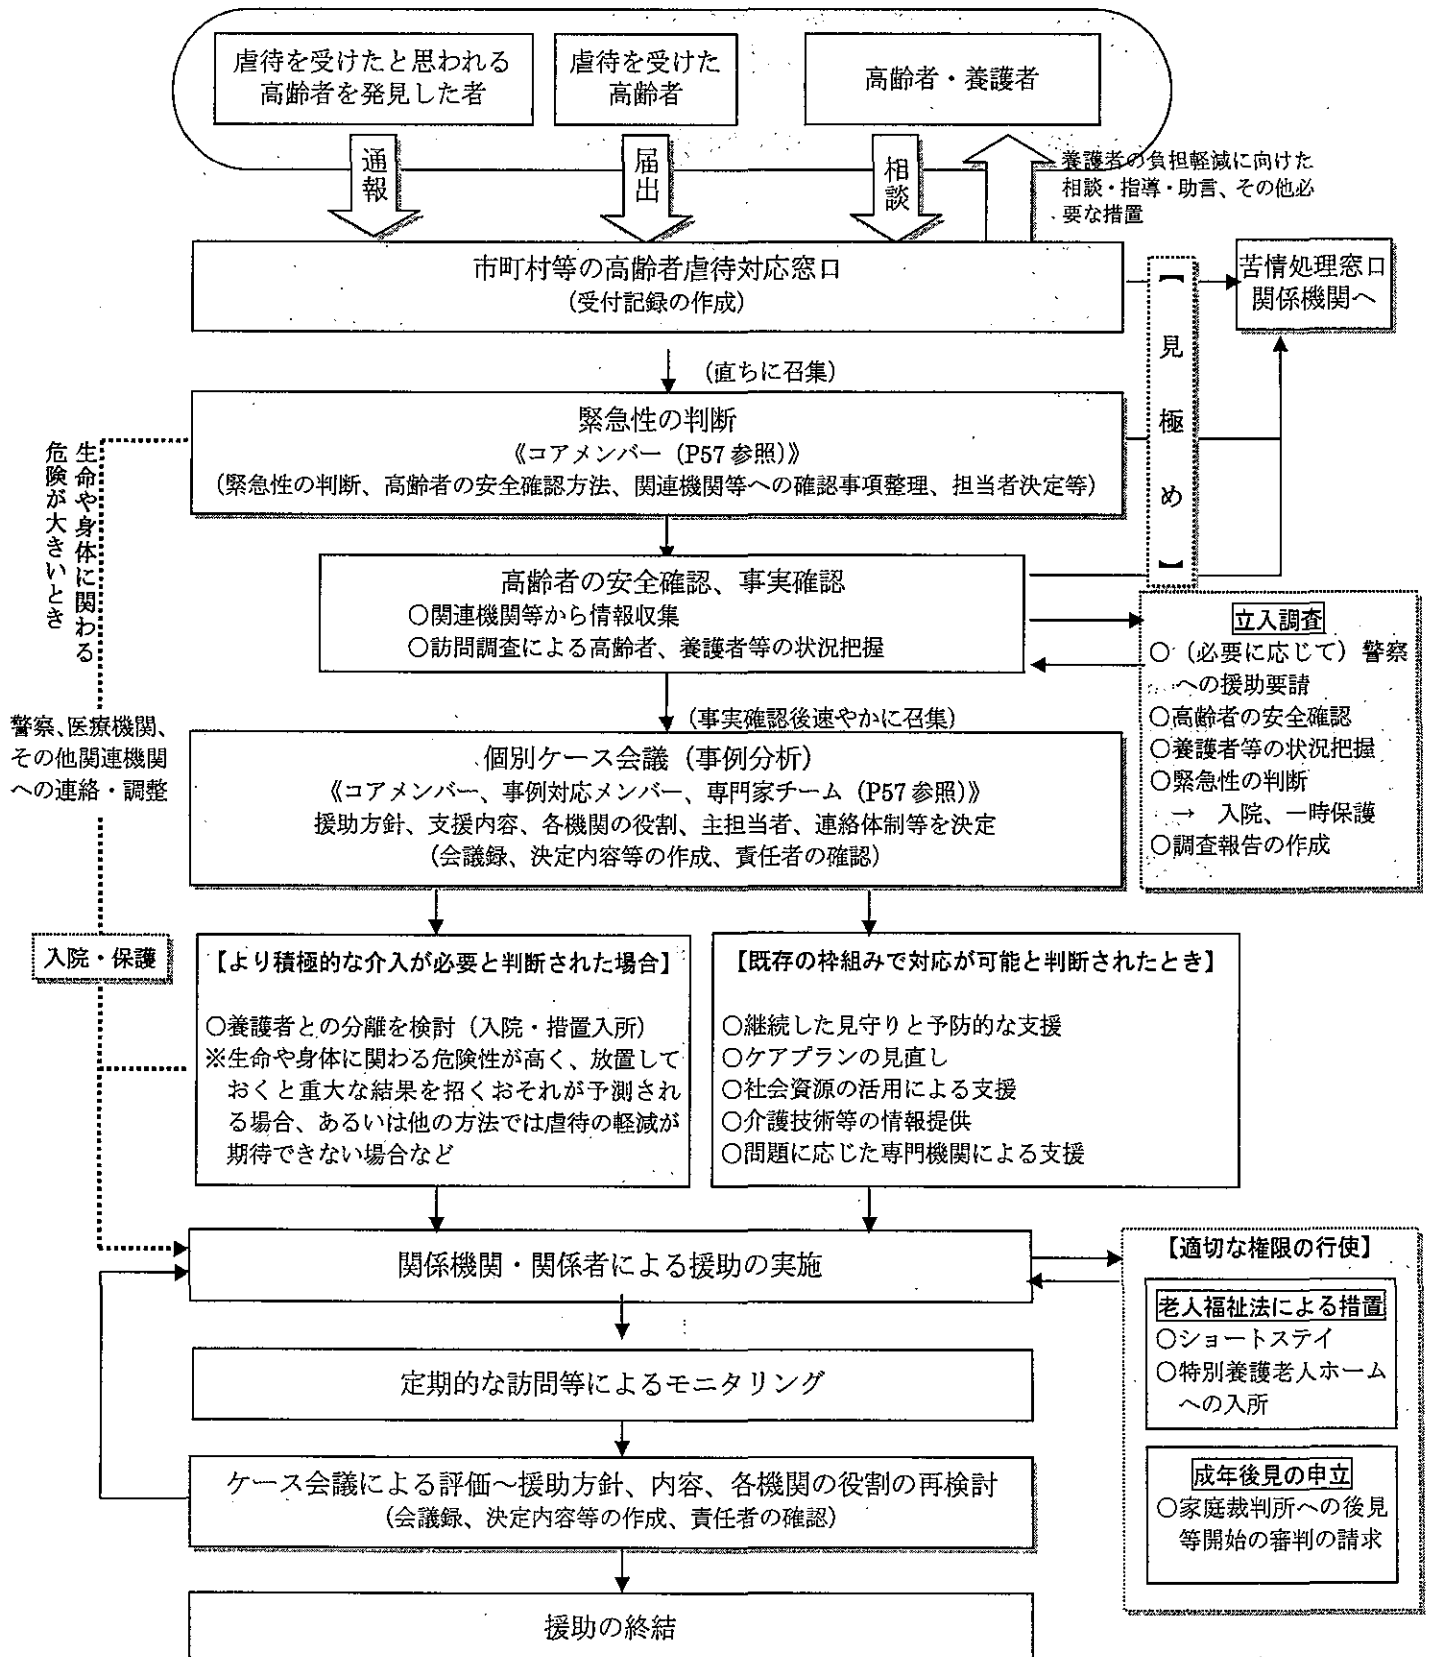 虐待を受けたと思われる
高齢者を発見した者
虐待を受けた
高齢者
高齢者・養護者
通報
届出
相談
養護者の負担軽減に向けた
相談・指導・助言、その他必
要な措置
市町村等の高齢者虐待対応窓口
(受付記録の作成)
【見極め】
苦情処理窓口
関係機関へ
(直ちに召集)
緊急性の判断
《コアメンバー（P57 参照）》
(緊急性の判断、高齢者の安全確認方法、関連機関等への確認事項整理、担当者決定等)
生命や身体に関わる
危険が大きいとき
高齢者の安全確認、事実確認
○関連機関等から情報収集
○訪問調査による高齢者、養護者等の状況把握
立入調査
○（必要に応じて）警察
への援助要請
○高齢者の安全確認
○養護者等の状況把握
○緊急性の判断
→ 入院、一時保護
○調査報告の作成
(事実確認後速やかに召集)
警察、医療機関、
その他関連機関
への連絡・調整
個別ケース会議（事例分析）
《コアメンバー、事例対応メンバー、専門家チーム（P57 参照）》
援助方針、支援内容、各機関の役割、主担当者、連絡体制等を決定
(会議録、決定内容等の作成、責任者の確認)
入院・保護
【より積極的な介入が必要と判断された場合】
○養護者との分離を検討（入院・措置入所）
※生命や身体に関わる危険性が高く、放置して
おくと重大な結果を招くおそれが予測され
る場合、あるいは他の方法では虐待の軽減が
期待できない場合など
【既存の枠組みで対応が可能と判断されたとき】
○継続した見守りと予防的な支援
○ケアプランの見直し
○社会資源の活用による支援
○介護技術等の情報提供
○問題に応じた専門機関による支援
関係機関・関係者による援助の実施
【適切な権限の行使】
老人福祉法による措置
○ショートステイ
○特別養護老人ホーム
への入所
成年後見の申立
○家庭裁判所への後見
等開始の審判の請求
定期的な訪問等によるモニタリング
ケース会議による評価～援助方針、内容、各機関の役割の再検討
(会議録、決定内容等の作成、責任者の確認)
援助の終結